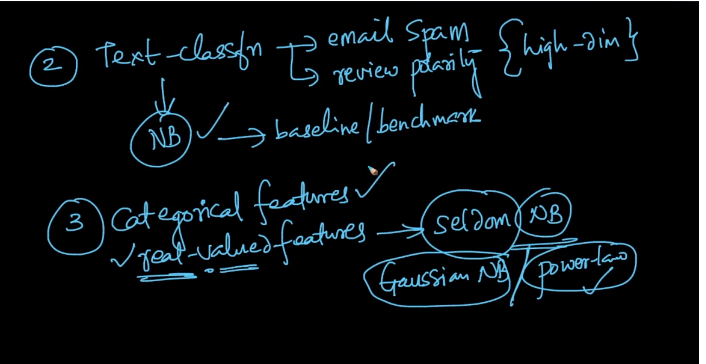 2 Text-classfn → email Spam
→ review polarity {high-dim}
NB ✓ → baseline/benchmark
3 Categorical features ✓
✓ real-valued features → seldom NB
Gaussian NB / power-law ✓